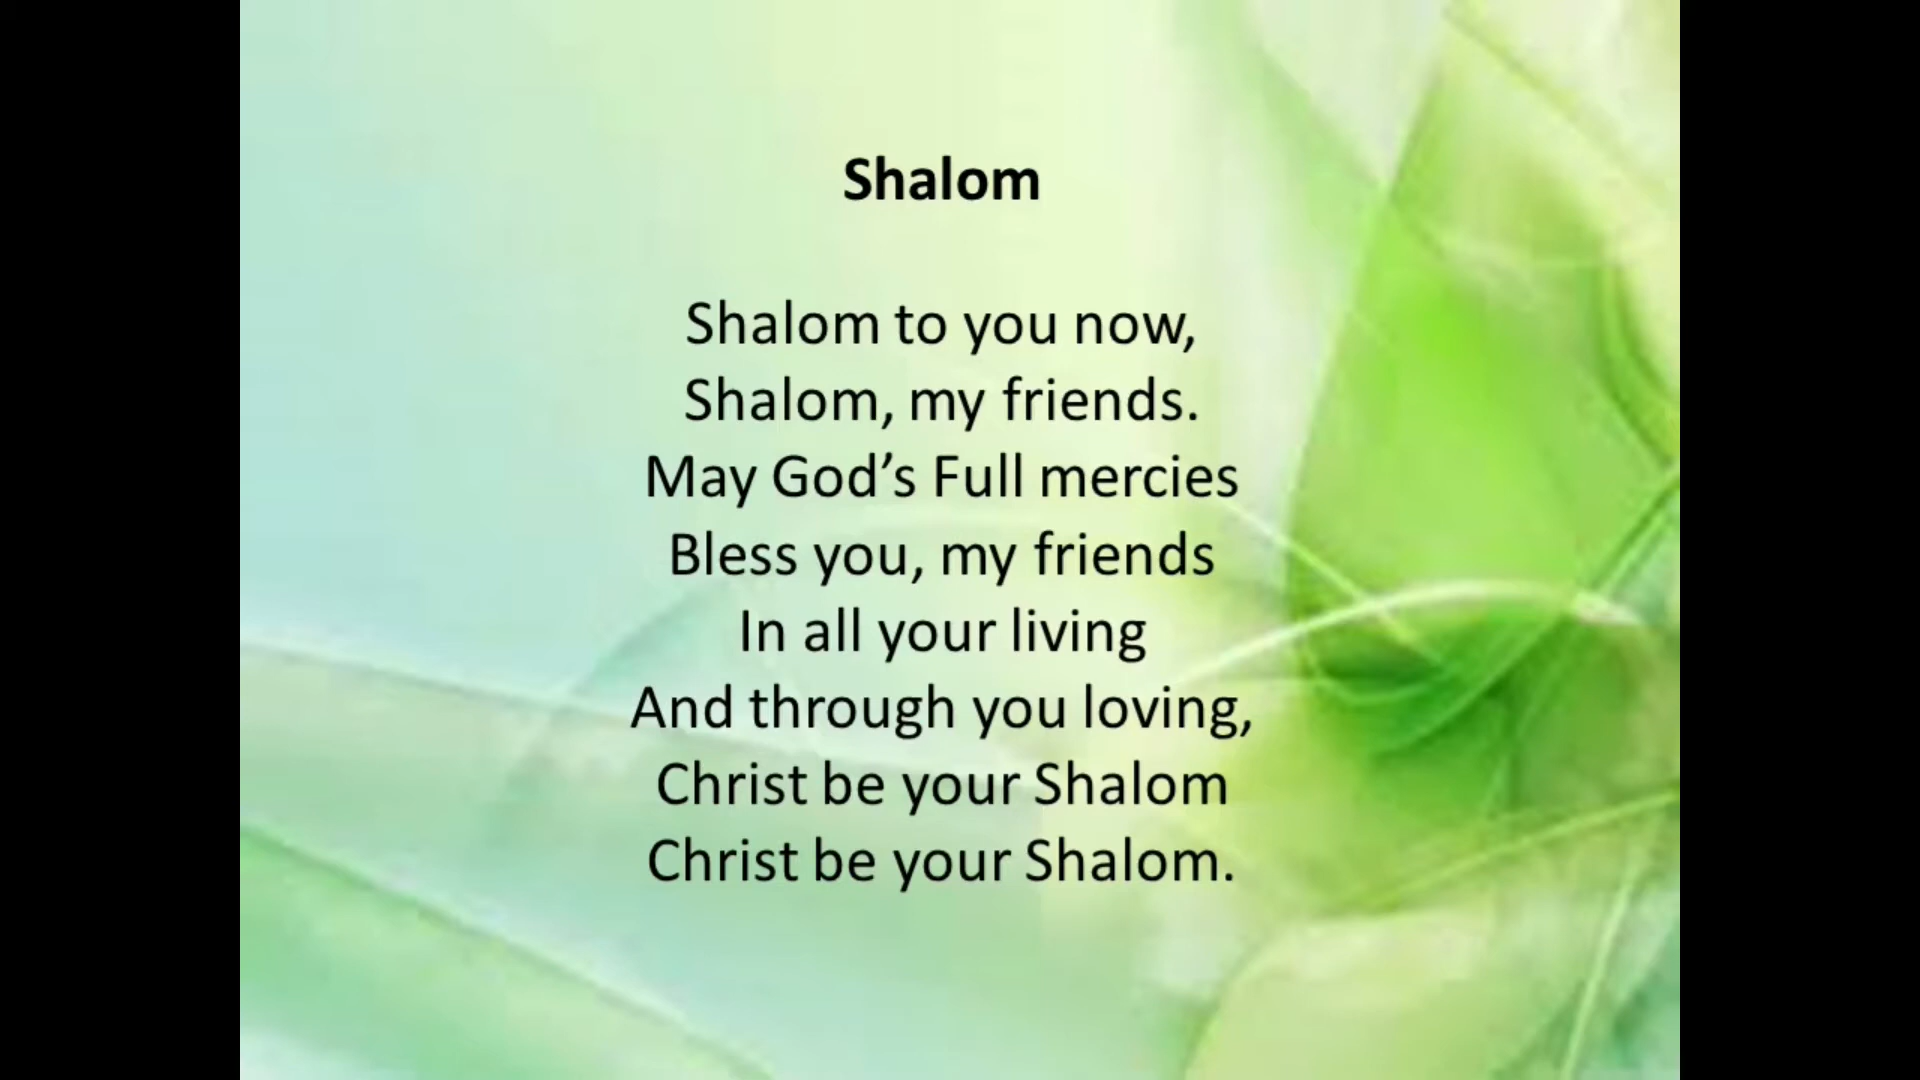 Shalom
Shalom to you now,
Shalom, my friends.
May God’s Full mercies
Bless you, my friends
In all your living
And through you loving,
Christ be your Shalom
Christ be your Shalom.